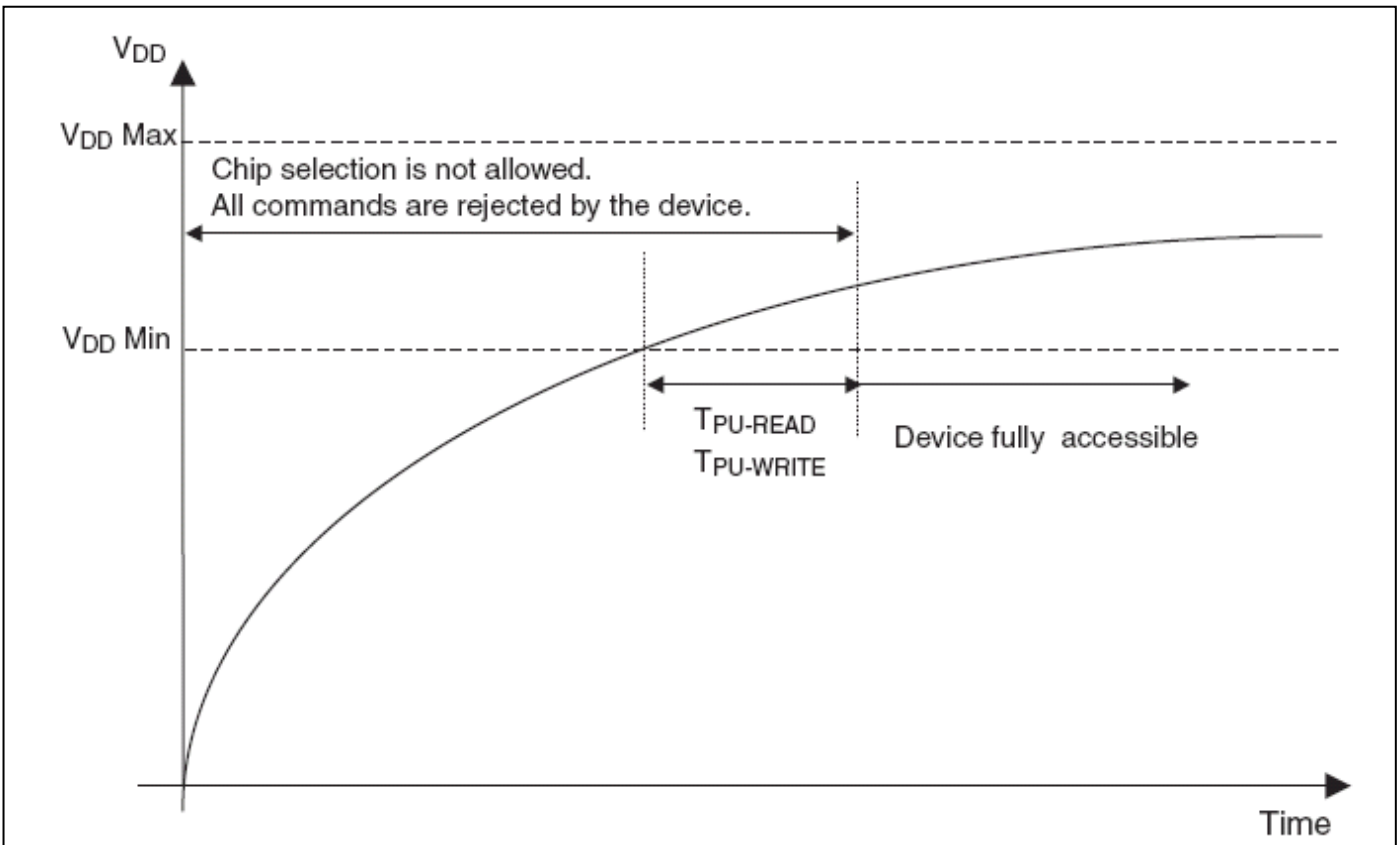 VDD
VDD Max
Chip selection is not allowed.
All commands are rejected by the device.
VDD Min
TPU-READ
TPU-WRITE
Device fully accessible
Time